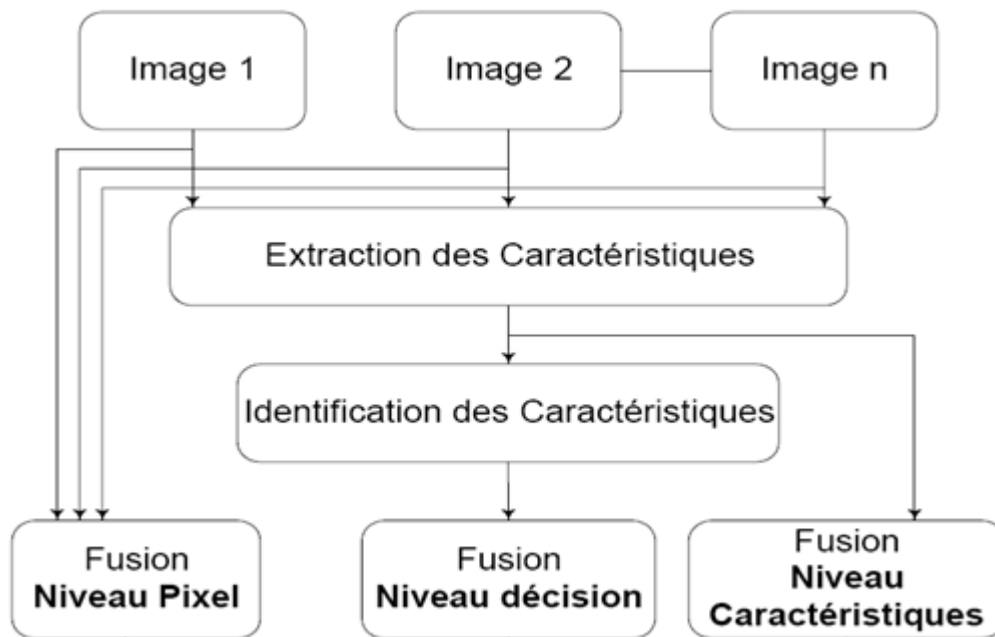 Image 1
Image 2
Image n
Extraction des Caractéristiques
Identification des Caractéristiques
Fusion
Niveau Pixel
Fusion
Niveau décision
Fusion
Niveau
Caractéristiques